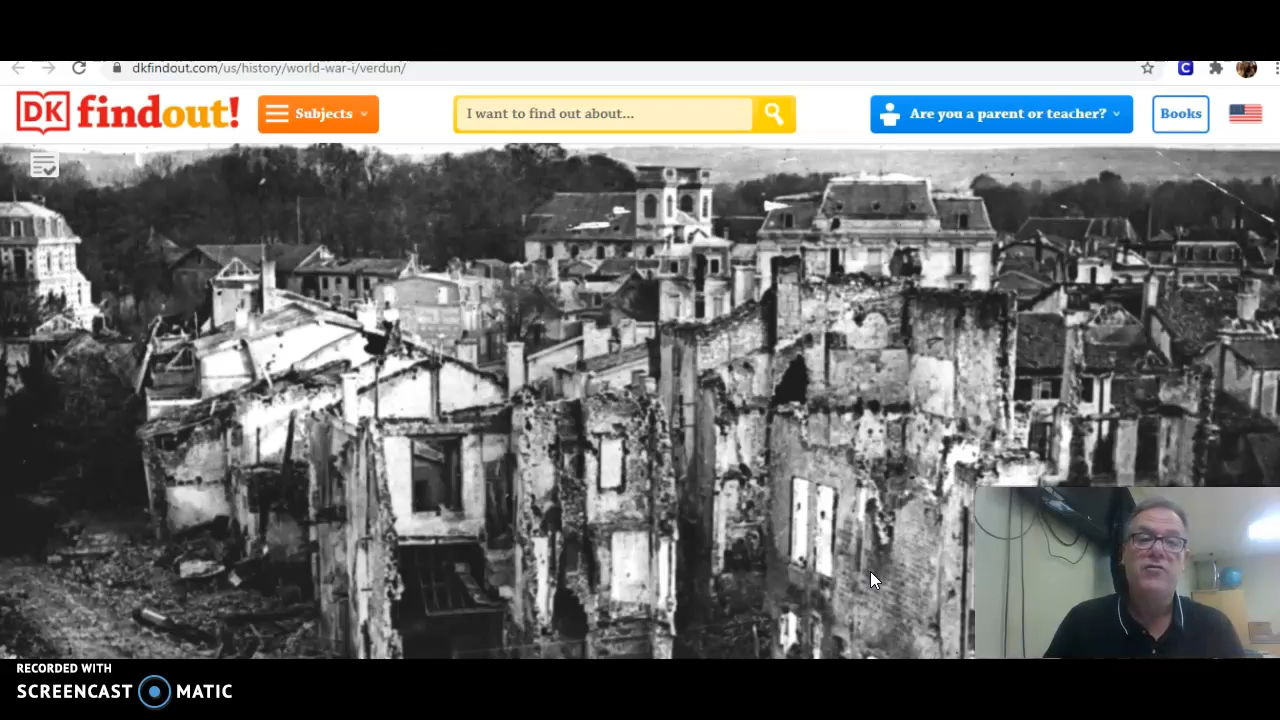 dkfindout.com/us/history/world-war-i/verdun/
DK findout!
Subjects
I want to find out about...
Are you a parent or teacher?
Books
RECORDED WITH
SCREENCAST MATIC